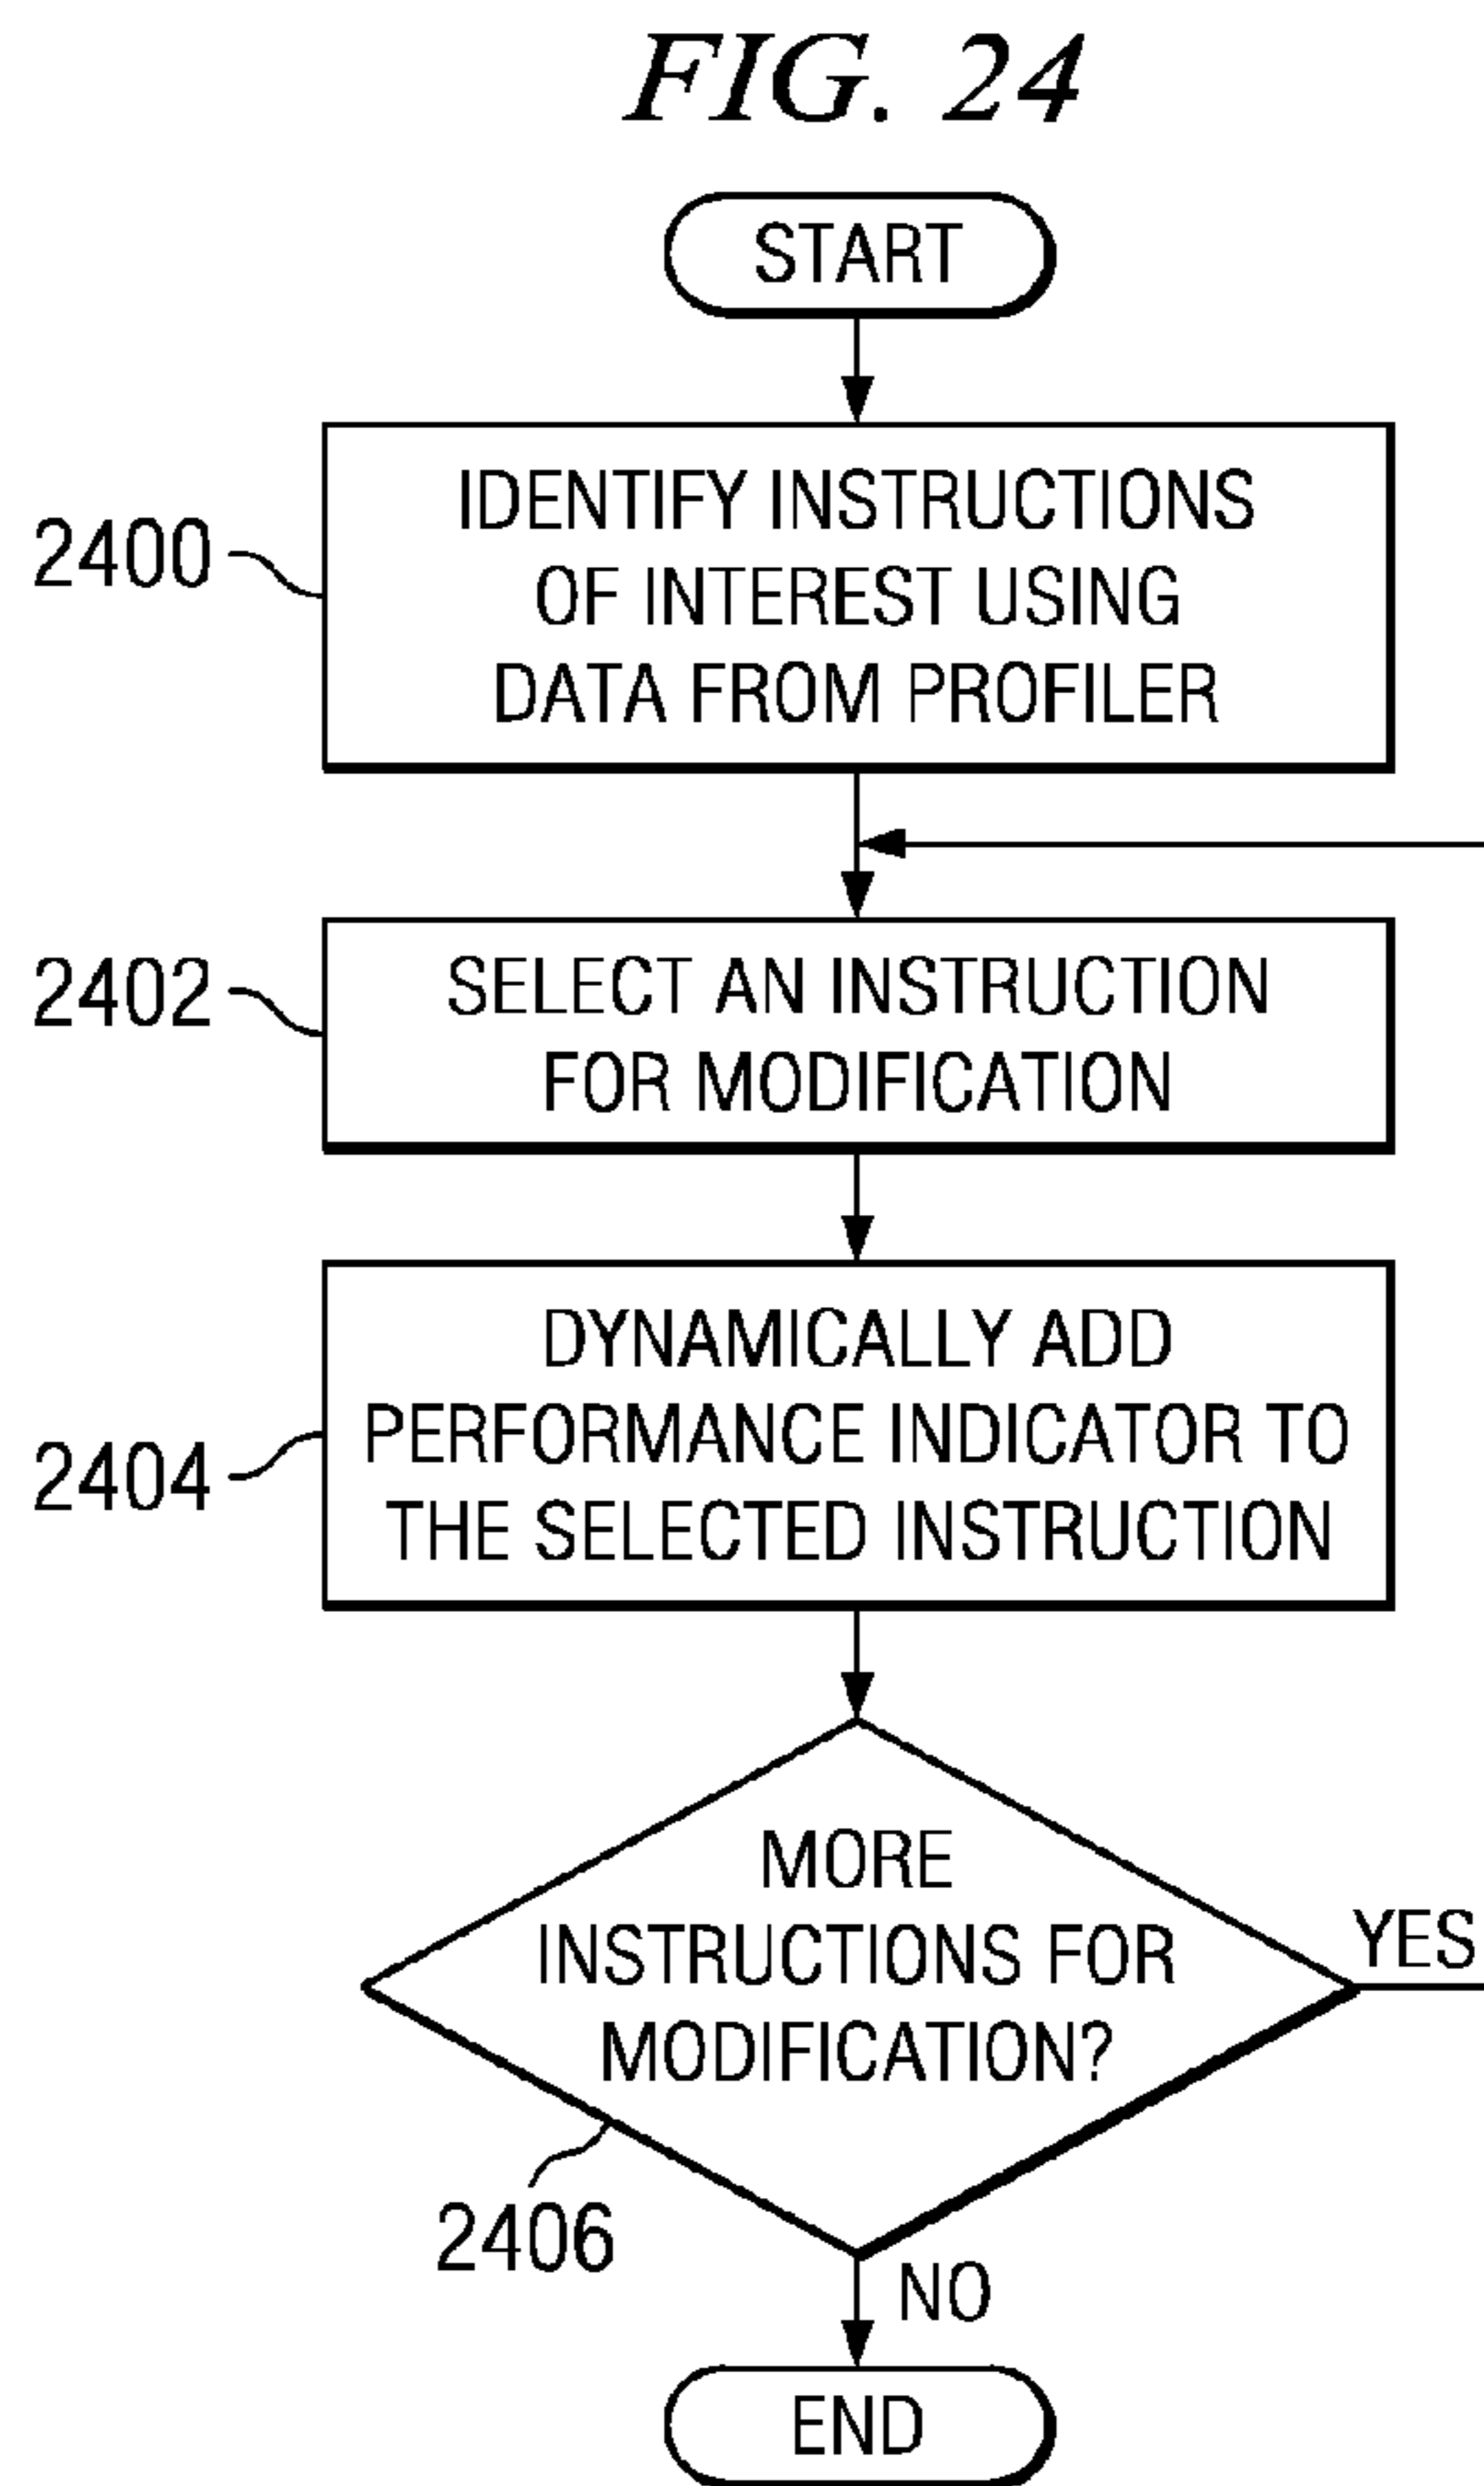 FIG. 24
START
2400
IDENTIFY INSTRUCTIONS
OF INTEREST USING
DATA FROM PROFILER
2402
SELECT AN INSTRUCTION
FOR MODIFICATION
2404
DYNAMICALLY ADD
PERFORMANCE INDICATOR TO
THE SELECTED INSTRUCTION
MORE
INSTRUCTIONS FOR
MODIFICATION?
YES
2406
NO
END